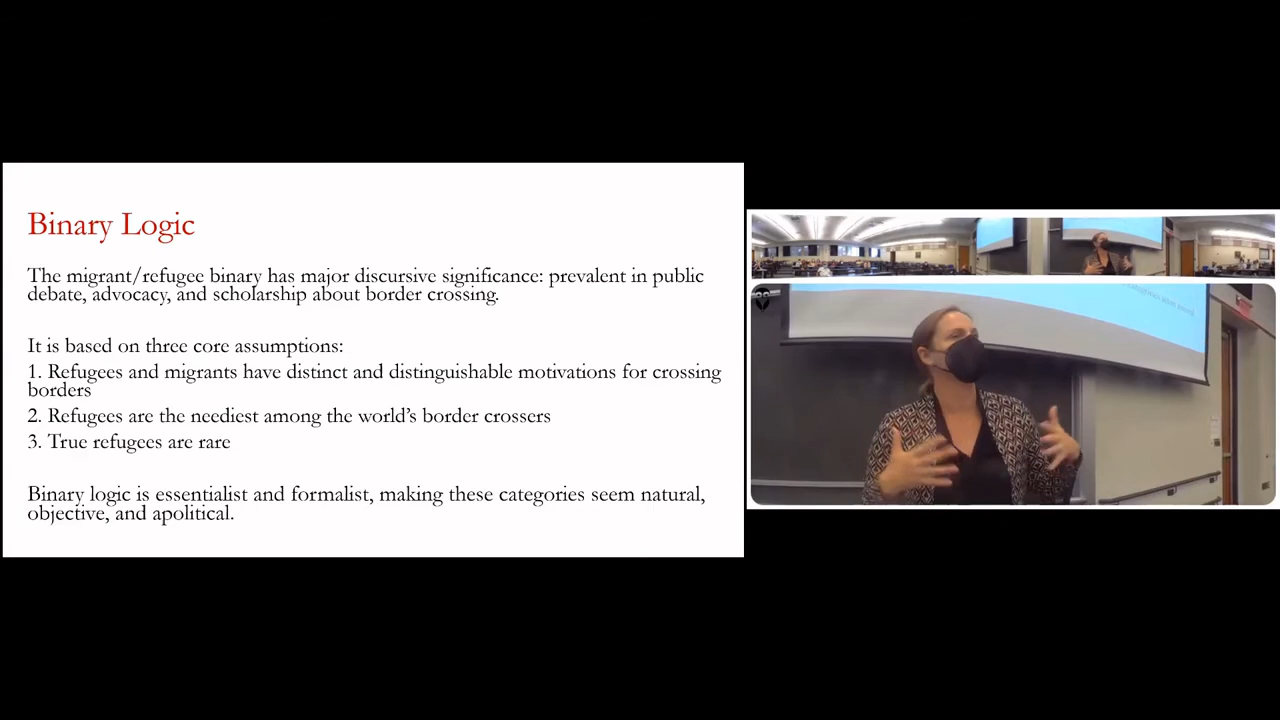 Binary Logic
The migrant/refugee binary has major discursive significance: prevalent in public
debate, advocacy, and scholarship about border crossing.
It is based on three core assumptions:
1. Refugees and migrants have distinct and distinguishable motivations for crossing
borders
2. Refugees are the neediest among the world's border crossers
3. True refugees are rare
Binary logic is essentialist and formalist, making these categories seem natural,
objective, and apolitical.